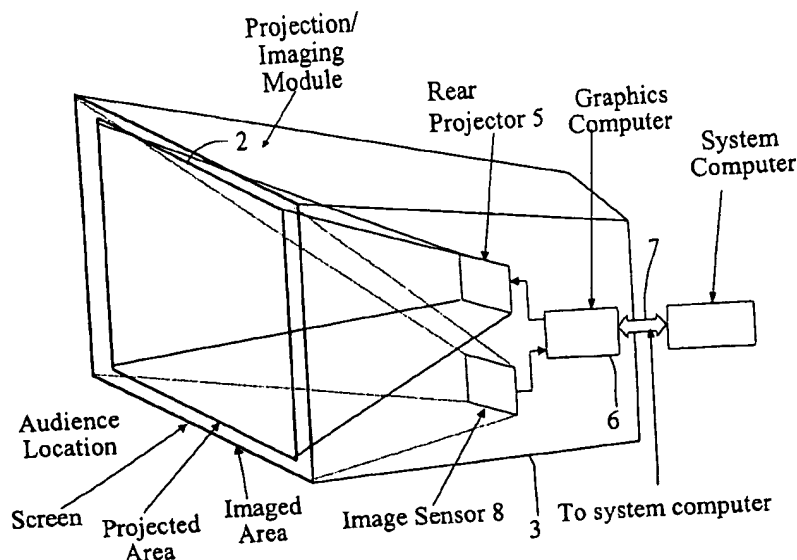 Projection/
Imaging
Module
Rear
Projector 5
Graphics
Computer
System
Computer
2
7
6
Audience
Location
Screen
Projected
Area
Imaged
Area
Image Sensor 8
3
To system computer